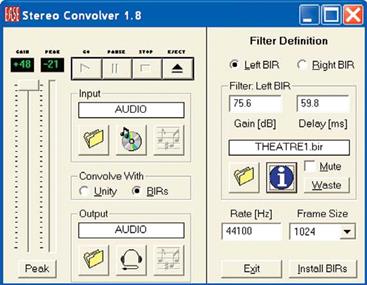 EASE Stereo Convolver 1.8
GAIN PEAK
+48 -21
GO PAUSE STOP EJECT
Input
AUDIO
Convolve With
Unity BIRs
Output
AUDIO
Peak
Filter Definition
Left BIR Right BIR
Filter: Left BIR
75.6 59.8
Gain [dB] Delay [ms]
THEATRE1.bir
Mute
Waste
Rate [Hz] Frame Size
44100 1024
Exit Install BIRs